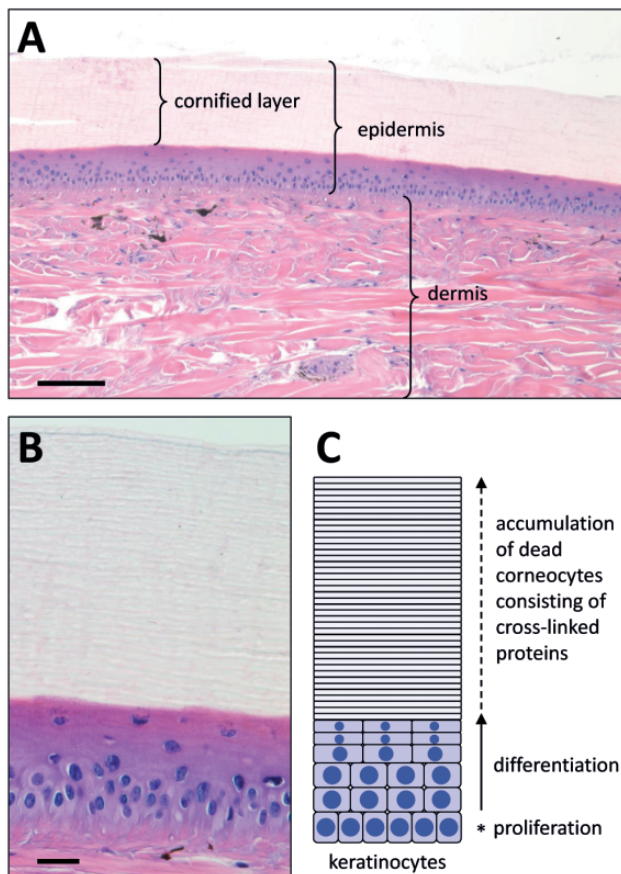 A
cornified layer
epidermis
dermis
B
C
accumulation
of dead
corneocytes
consisting of
cross-linked
proteins
differentiation
* proliferation
keratinocytes